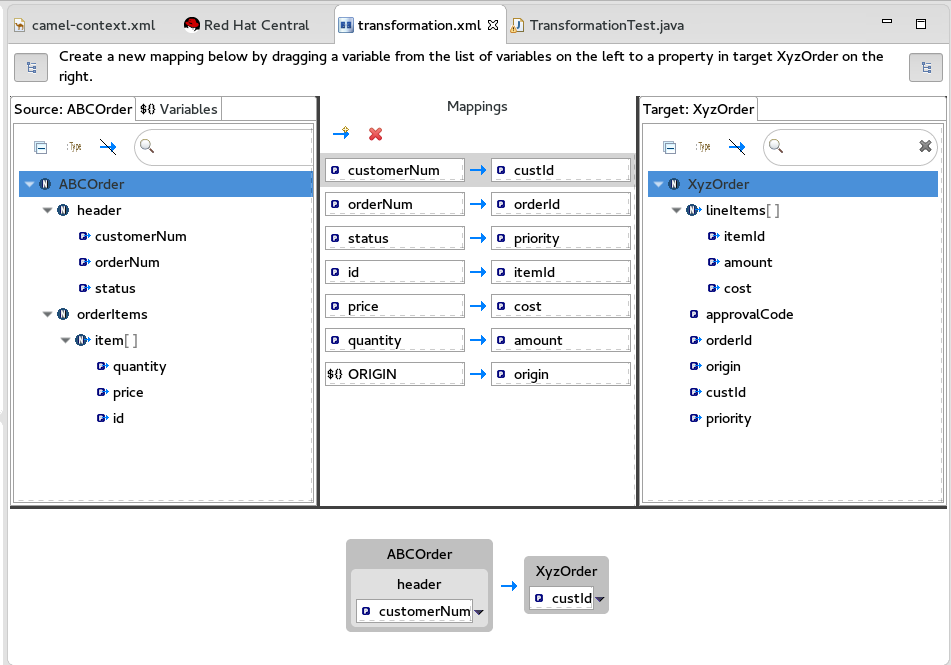 camel-context.xml
Red Hat Central
transformation.xml
TransformationTest.java
Create a new mapping below by dragging a variable from the list of variables on the left to a property in target XyzOrder on the
right.
Source: ABCOrder
${} Variables
Mappings
Target: XyzOrder
:Type
:Type
ABCOrder
header
customerNum
orderNum
status
orderItems
item[ ]
quantity
price
id
customerNum
custId
orderNum
orderId
status
priority
id
itemId
price
cost
quantity
amount
${} ORIGIN
origin
XyzOrder
lineItems[ ]
itemId
amount
cost
approvalCode
orderId
origin
custId
priority
ABCOrder
header
customerNum
XyzOrder
custId